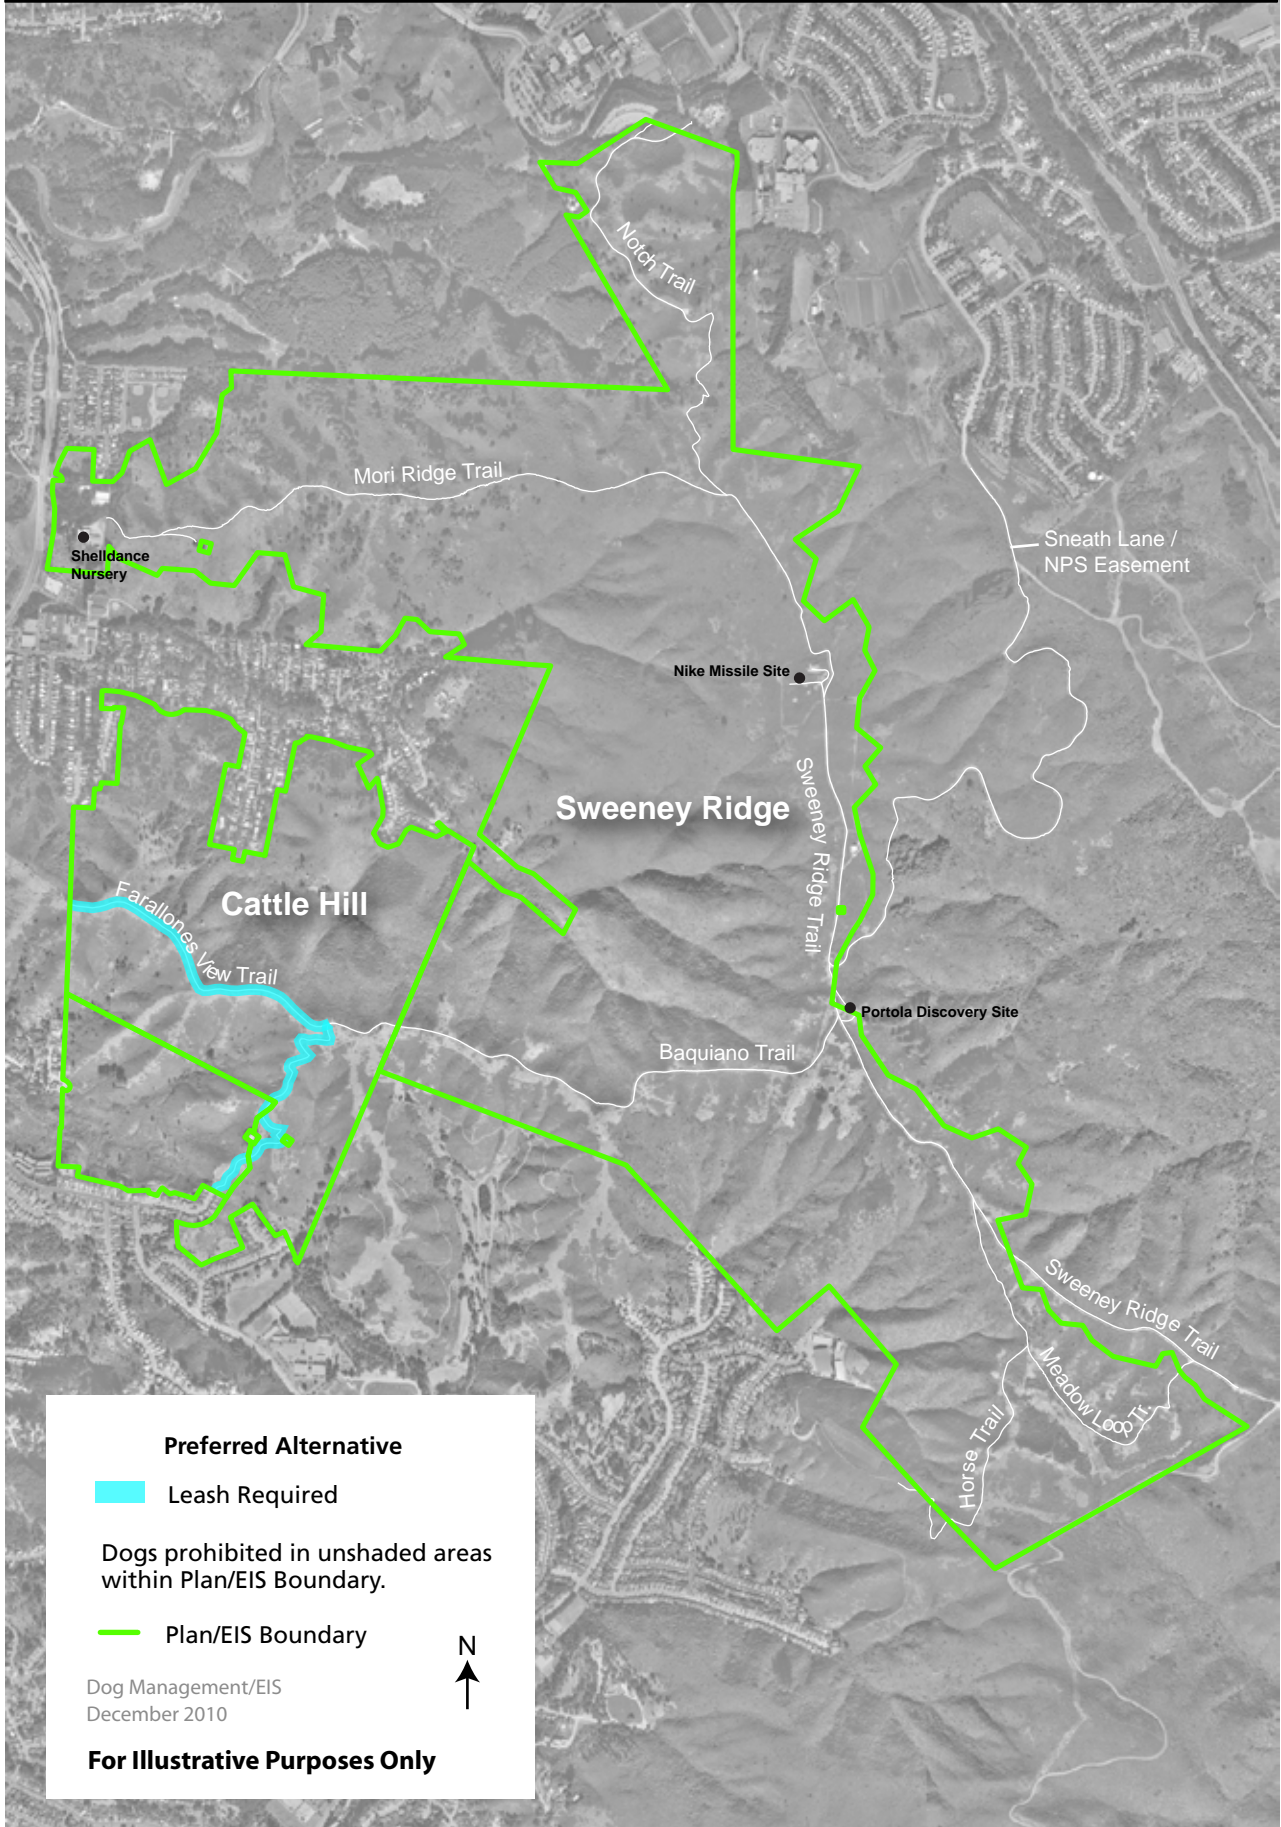 Notch Trail
Mori Ridge Trail
Shelldance
Nursery
Sneath Lane /
NPS Easement
Nike Missile Site
Sweeney Ridge
Sweeney Ridge Trail
Cattle Hill
Farallones View Trail
Portola Discovery Site
Baquiano Trail
Sweeney Ridge Trail
Meadow Loop Tr.
Horse Trail
Preferred Alternative
Leash Required
Dogs prohibited in unshaded areas
within Plan/EIS Boundary.
Plan/EIS Boundary
N
Dog Management/EIS
December 2010
For Illustrative Purposes Only